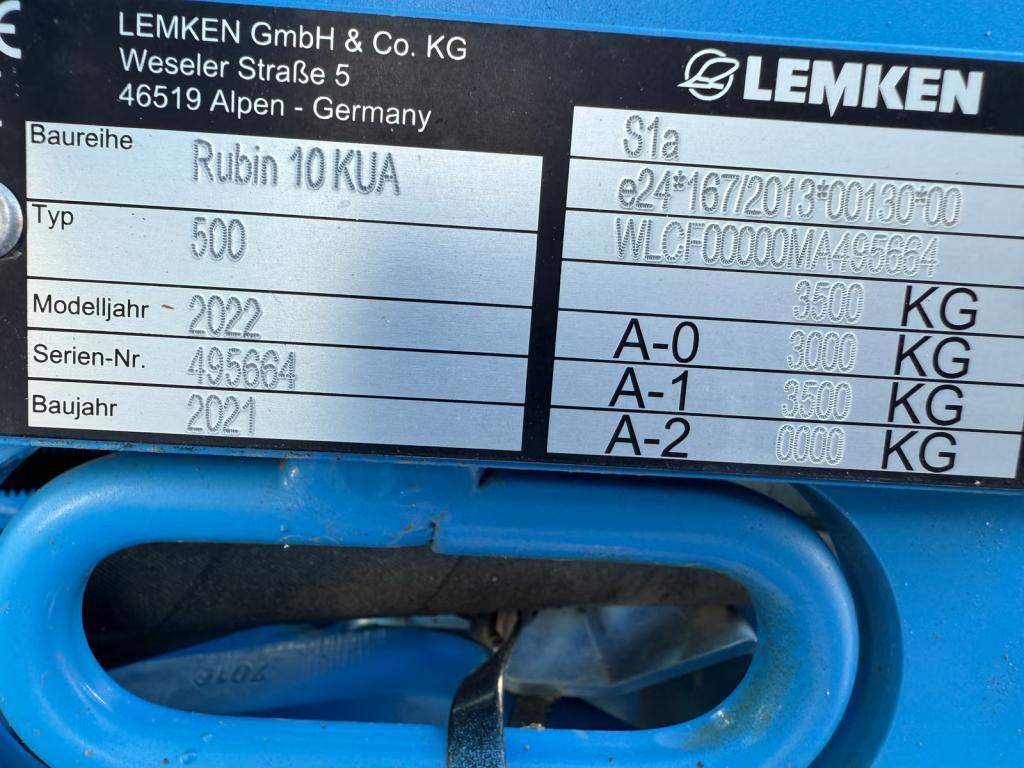 LEMKEN GmbH & Co. KG
Weseler Straße 5
46519 Alpen - Germany
LEMKEN
Baureihe Rubin 10 KUA
Typ 500
Modelljahr 2022
Serien-Nr. 495664
Baujahr 2021
S1a
e24*167/2013*00130*00
WLCF00000MA495664
3500 KG
A-0 3000 KG
A-1 3500 KG
A-2 0000 KG
7016